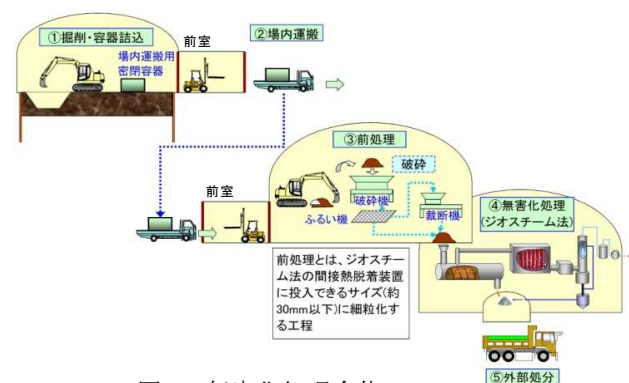 ①掘削・容器詰込
前室
②場内運搬
場内運搬用
密閉容器
③前処理
破砕
前室
破砕機
ふるい機
裁断機
④無害化処理
(ジオスチーム法)
前処理とは、ジオスチー
ム法の間接熱脱着装置
に投入できるサイズ(約
30mm以下)に細粒化す
る工程
⑤外部処分